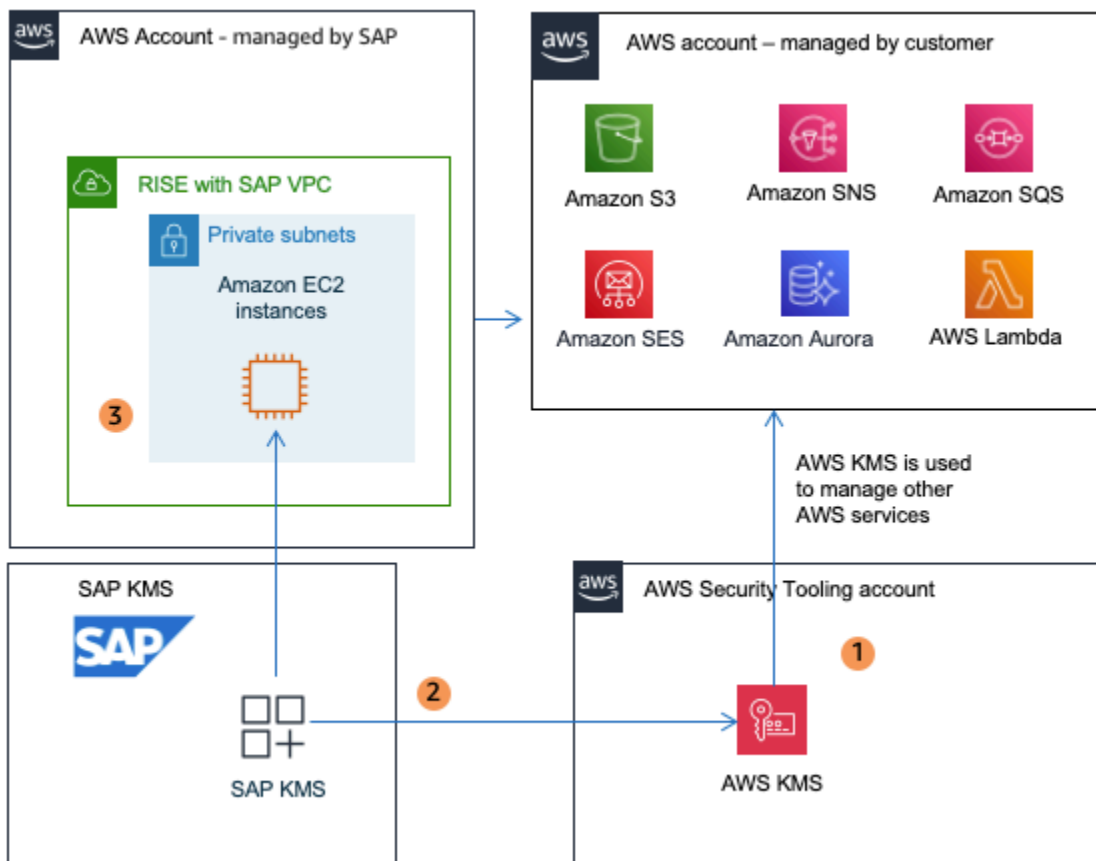 aws
AWS Account - managed by SAP
RISE with SAP VPC
Private subnets
Amazon EC2
instances
3
aws
AWS account – managed by customer
Amazon S3
Amazon SNS
Amazon SQS
Amazon SES
Amazon Aurora
AWS Lambda
AWS KMS is used
to manage other
AWS services
SAP KMS
SAP
SAP KMS
2
aws
AWS Security Tooling account
1
AWS KMS